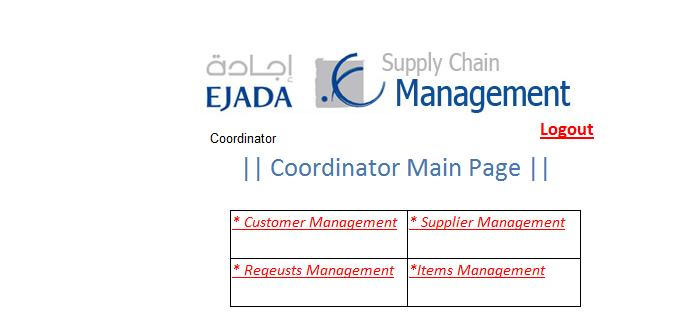 إجادة
EJADA
Supply Chain
Management
Logout
Coordinator
|| Coordinator Main Page ||
* Customer Management
* Supplier Management
* Reqeusts Management
*Items Management